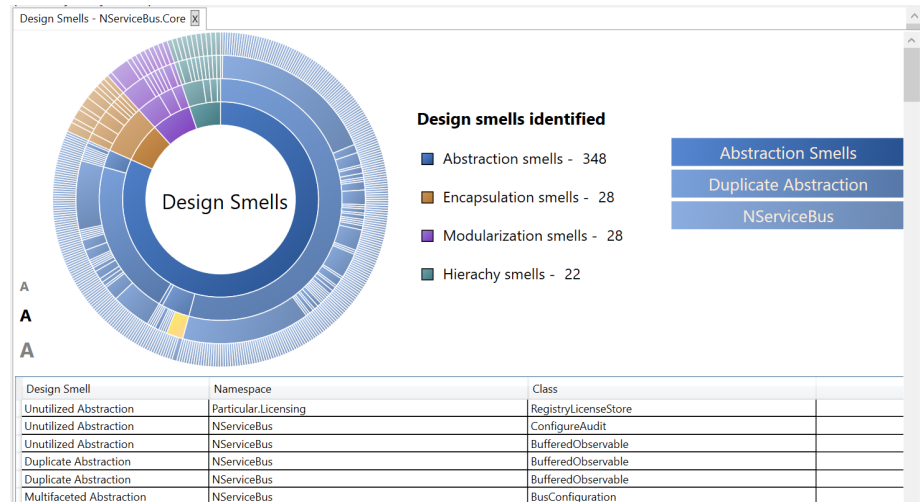 Design Smells - NServiceBus.Core X
Design Smells
Design smells identified
Abstraction smells - 348
Encapsulation smells - 28
Modularization smells - 28
Hierachy smells - 22
Abstraction Smells
Duplicate Abstraction
NServiceBus
A
A
A
Design Smell Namespace Class
Unutilized Abstraction Particular.Licensing RegistryLicenseStore
Unutilized Abstraction NServiceBus ConfigureAudit
Unutilized Abstraction NServiceBus BufferedObservable
Duplicate Abstraction NServiceBus BufferedObservable
Duplicate Abstraction NServiceBus BufferedObservable
Multifaceted Abstraction NServiceBus BusConfiguration